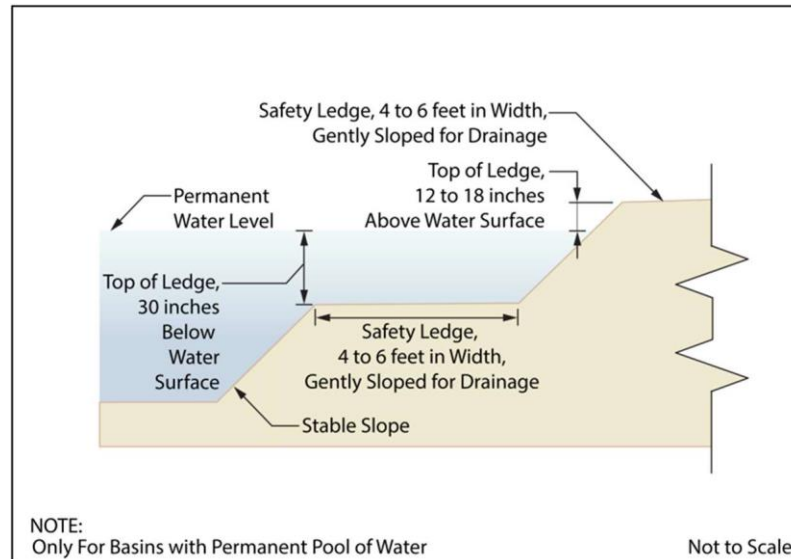 Safety Ledge, 4 to 6 feet in Width,
Gently Sloped for Drainage
Top of Ledge,
12 to 18 inches
Above Water Surface
Permanent
Water Level
Top of Ledge,
30 inches
Below
Water
Surface
Safety Ledge,
4 to 6 feet in Width,
Gently Sloped for Drainage
Stable Slope
NOTE:
Only For Basins with Permanent Pool of Water
Not to Scale